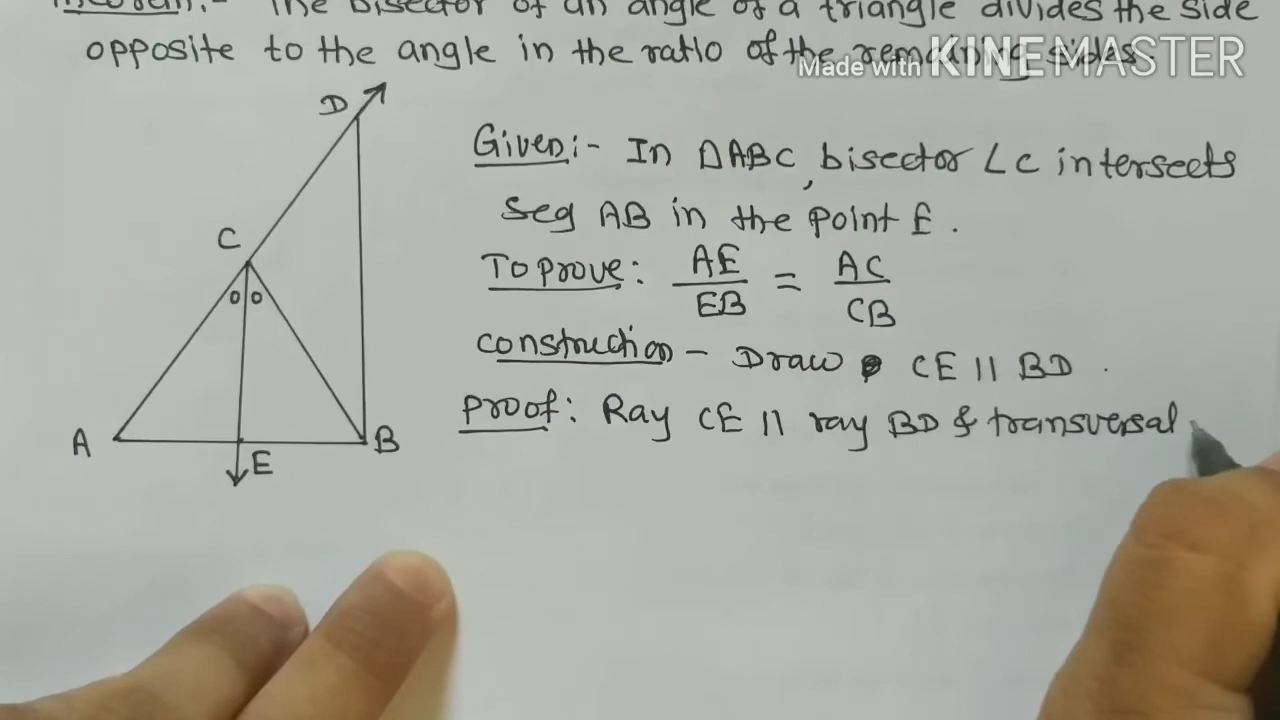 Theorem:- The bisector of an angle of a triangle divides the side
opposite to the angle in the ratio of the remaining sides
Made with KINEMASTER
D
Given:- In ΔABC, bisector ∠C intersects
seg AB in the point E.
C
To prove: AE/EB = AC/CB
construction - Draw CE || BD.
Proof: Ray CE || ray BD & transversal
A
B
E